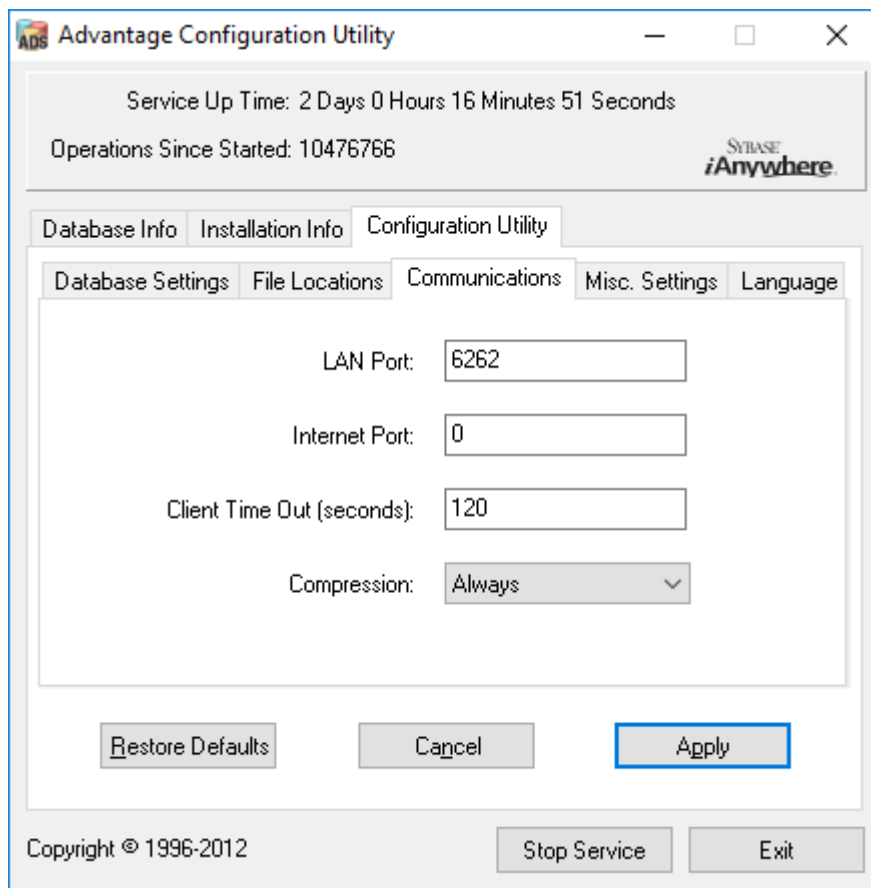 ADS Advantage Configuration Utility
Service Up Time: 2 Days 0 Hours 16 Minutes 51 Seconds
Operations Since Started: 10476766
SYBASE
iAnywhere.
Database Info Installation Info Configuration Utility
Database Settings File Locations Communications Misc. Settings Language
LAN Port: 6262
Internet Port: 0
Client Time Out (seconds): 120
Compression: Always
Restore Defaults Cancel Apply
Copyright © 1996-2012 Stop Service Exit